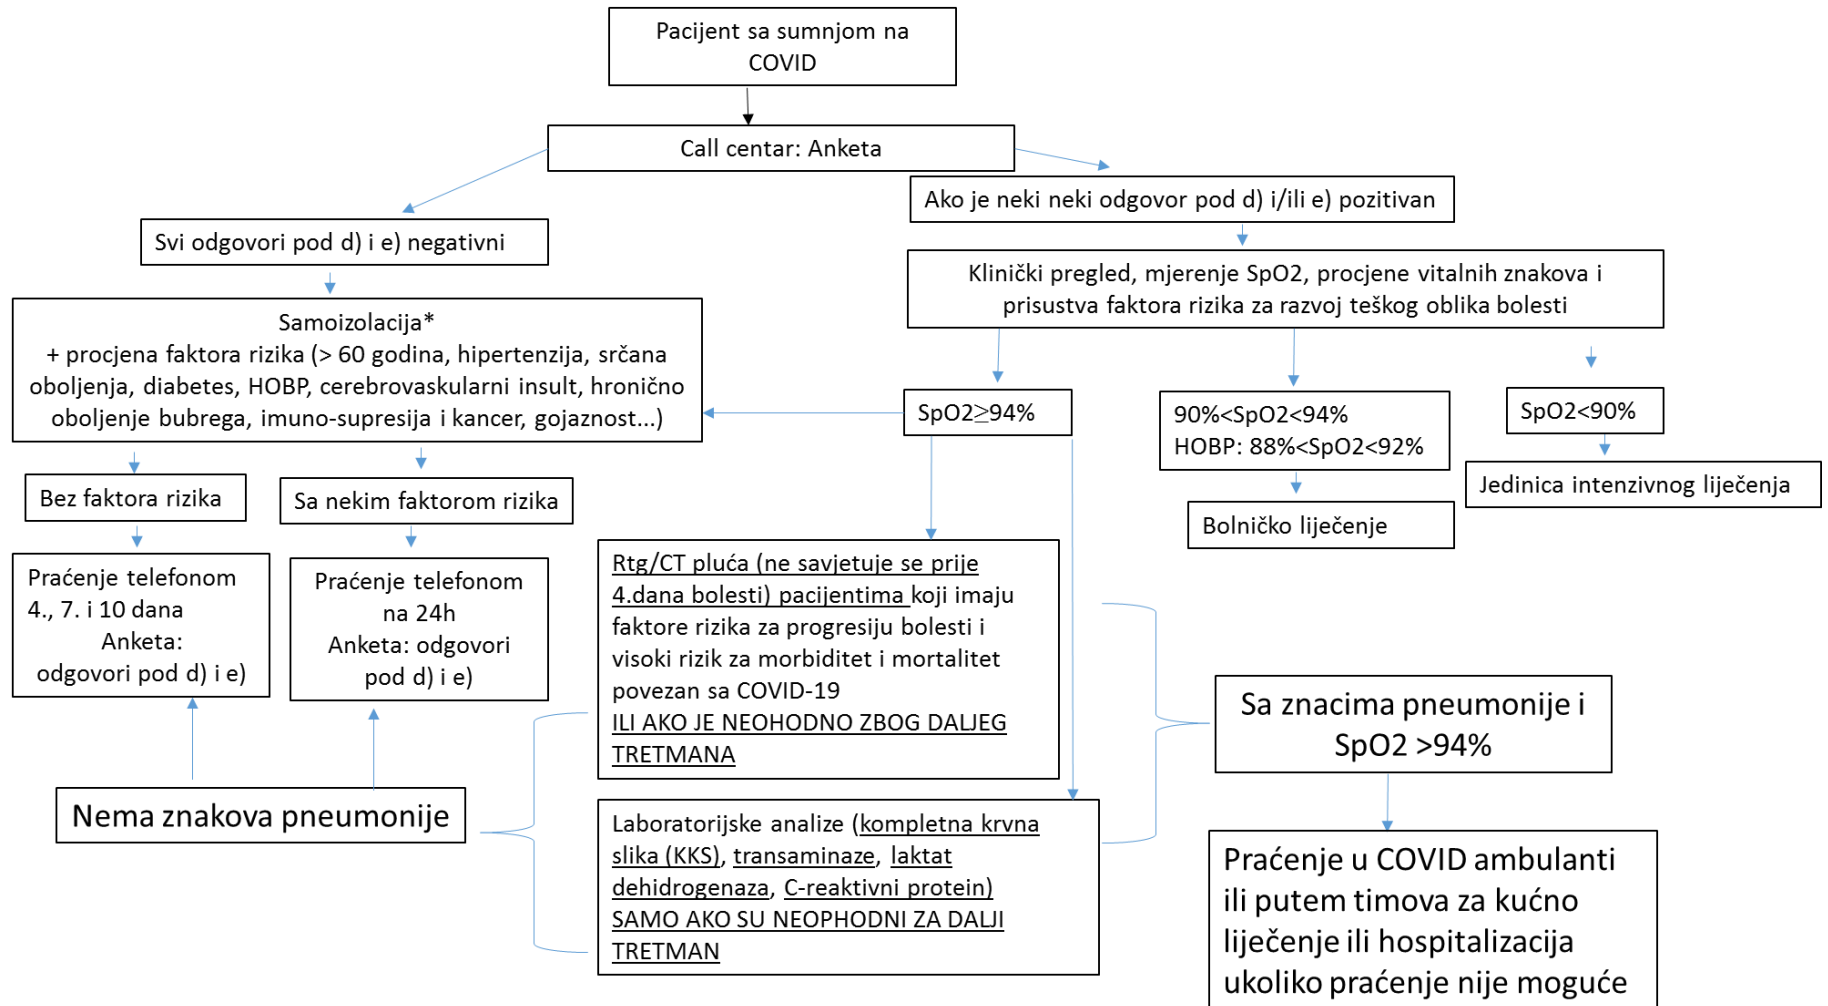 Pacijent sa sumnjom na
COVID
Call centar: Anketa
Ako je neki neki odgovor pod d) i/ili e) pozitivan
Svi odgovori pod d) i e) negativni
Klinički pregled, mjerenje SpO2, procjene vitalnih znakova i
prisustva faktora rizika za razvoj teškog oblika bolesti
Samoizolacija*
+ procjena faktora rizika (> 60 godina, hipertenzija, srčana
oboljenja, diabetes, HOBP, cerebrovaskularni insult, hronično
oboljenje bubrega, imuno-supresija i kancer, gojaznost...)
SpO2≥94%
90%<SpO2<94%
HOBP: 88%<SpO2<92%
SpO2<90%
Bez faktora rizika
Sa nekim faktorom rizika
Bolničko liječenje
Jedinica intenzivnog liječenja
Praćenje telefonom
4., 7. i 10 dana
Anketa:
odgovori pod d) i e)
Praćenje telefonom
na 24h
Anketa: odgovori
pod d) i e)
Rtg/CT pluća (ne savjetuje se prije
4.dana bolesti) pacijentima koji imaju
faktore rizika za progresiju bolesti i
visoki rizik za morbiditet i mortalitet
povezan sa COVID-19
ILI AKO JE NEOHODNO ZBOG DALJEG
TRETMANA
Sa znacima pneumonije i
SpO2 >94%
Nema znakova pneumonije
Laboratorijske analize (kompletna krvna
slika (KKS), transaminaze, laktat
dehidrogenaza, C-reaktivni protein)
SAMO AKO SU NEOPHODNI ZA DALJI
TRETMAN
Praćenje u COVID ambulanti
ili putem timova za kućno
liječenje ili hospitalizacija
ukoliko praćenje nije moguće